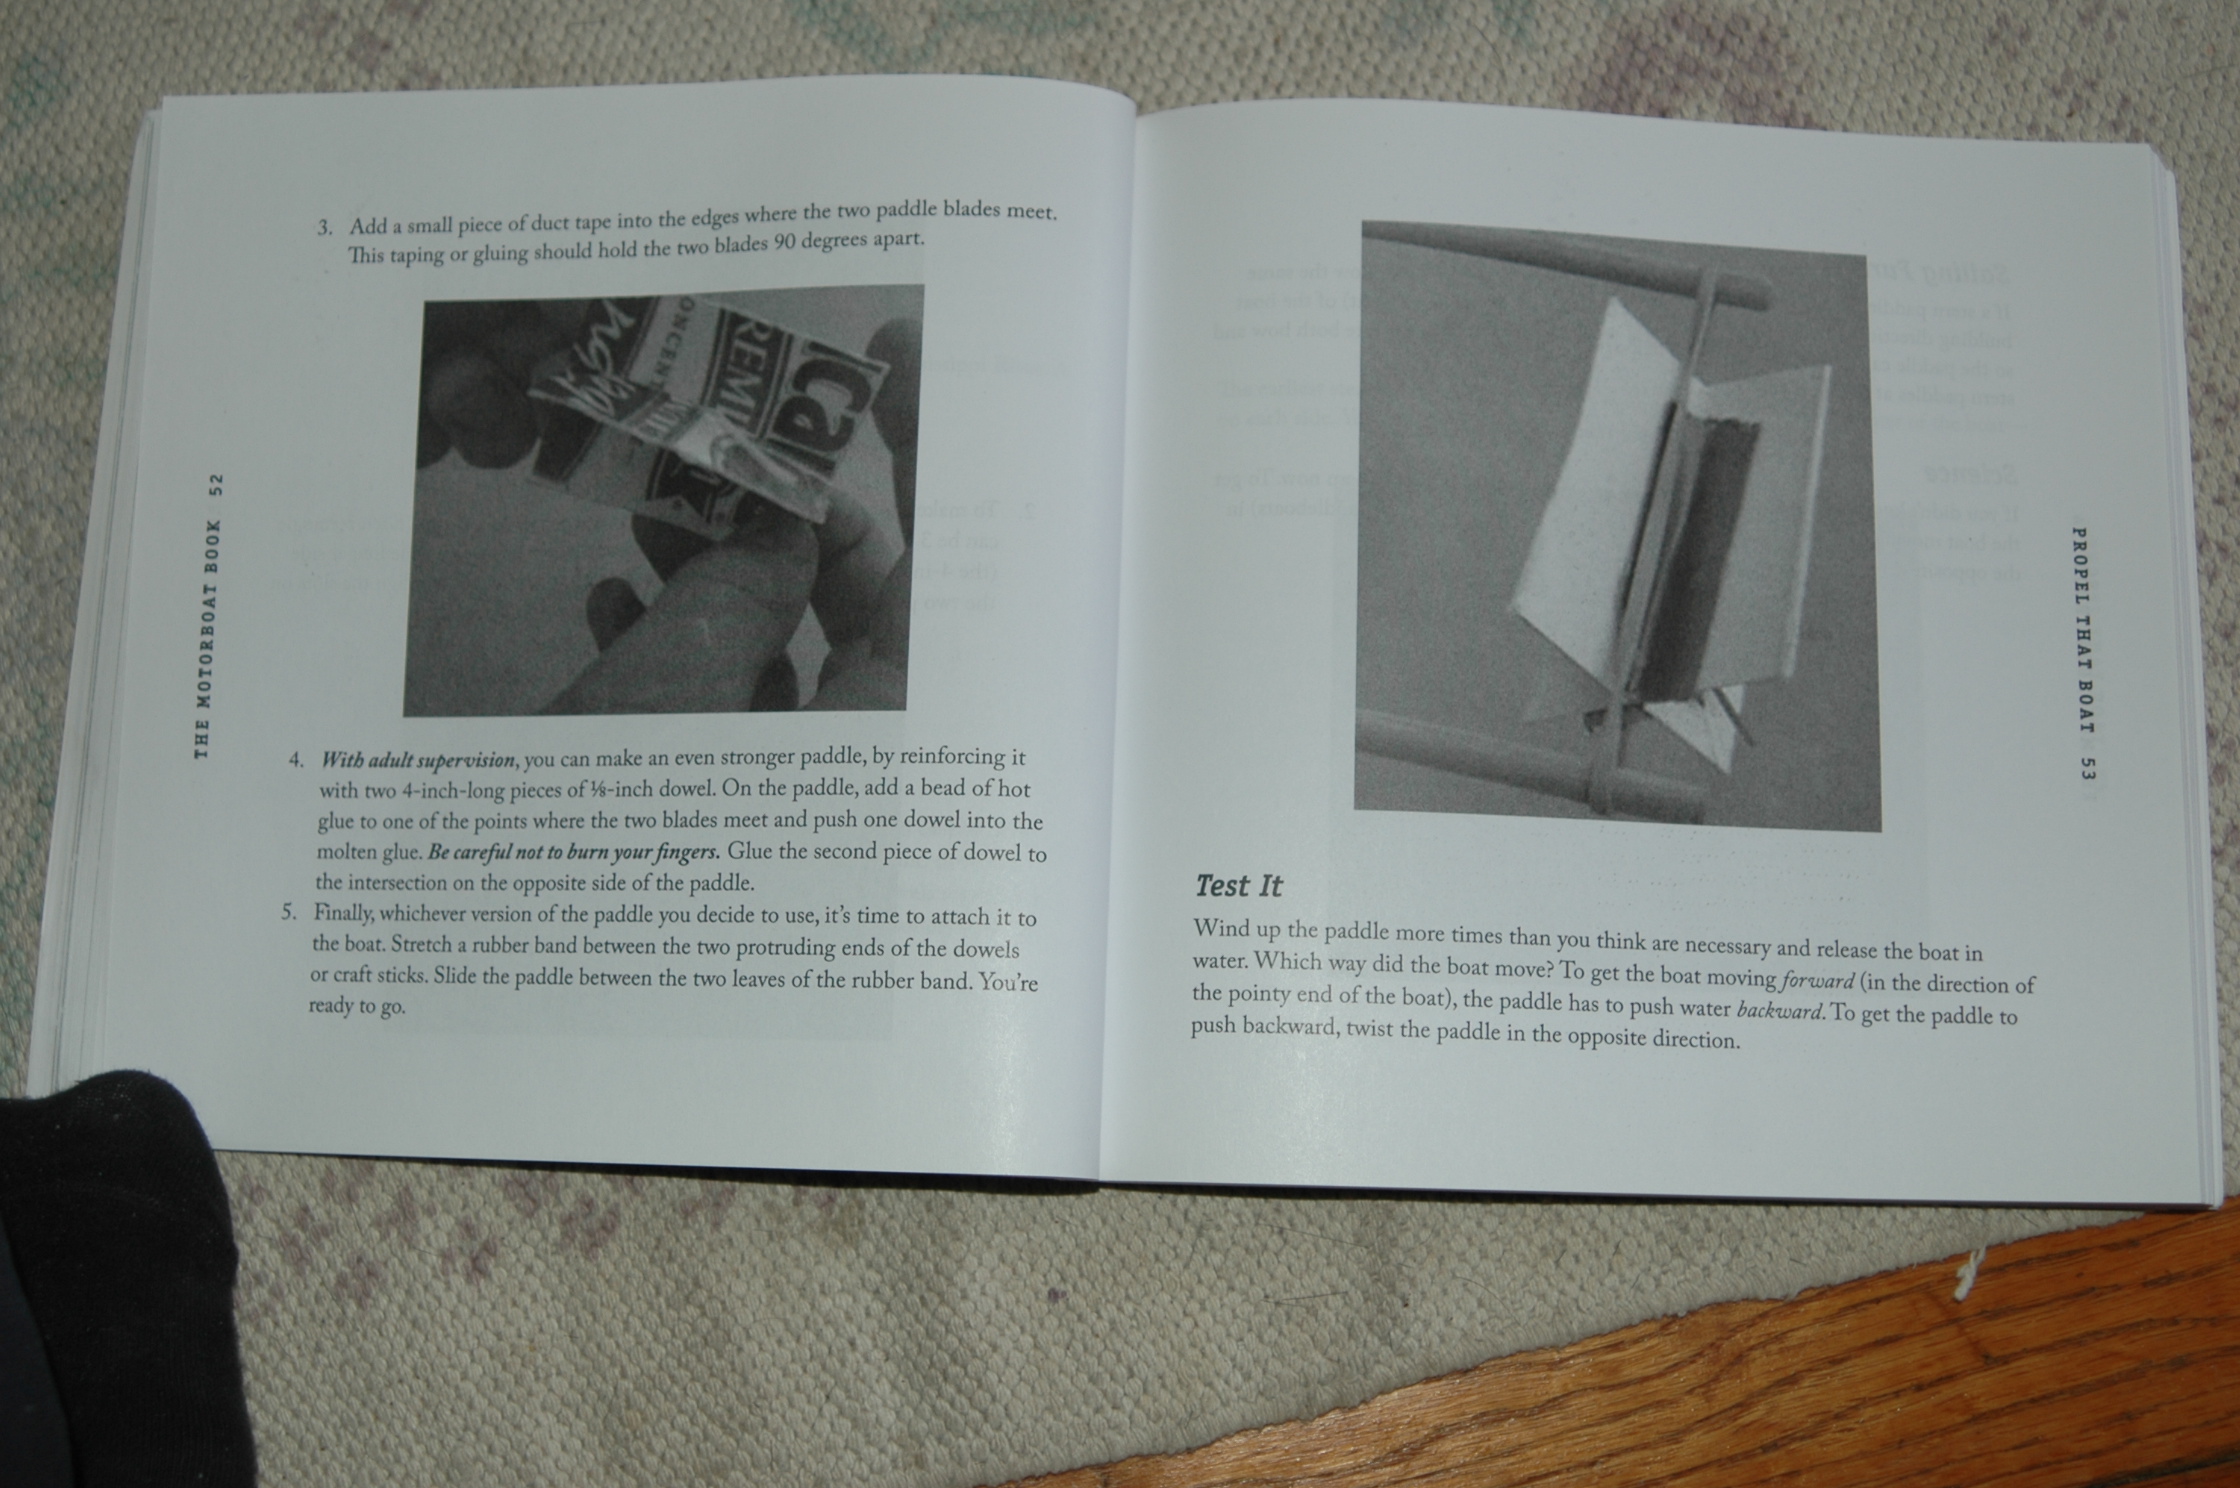 THE MOTORBOAT BOOK 52
3. Add a small piece of duct tape into the edges where the two paddle blades meet.
This taping or gluing should hold the two blades 90 degrees apart.
ical
REMIUM
ONCENT
4. With adult supervision, you can make an even stronger paddle, by reinforcing it
with two 4-inch-long pieces of ⅛-inch dowel. On the paddle, add a bead of hot
glue to one of the points where the two blades meet and push one dowel into the
molten glue. Be careful not to burn your fingers. Glue the second piece of dowel to
the intersection on the opposite side of the paddle.
5. Finally, whichever version of the paddle you decide to use, it's time to attach it to
the boat. Stretch a rubber band between the two protruding ends of the dowels
or craft sticks. Slide the paddle between the two leaves of the rubber band. You're
ready to go.
PROPEL THAT BOAT 53
Test It
Wind up the paddle more times than you think are necessary and release the boat in
water. Which way did the boat move? To get the boat moving forward (in the direction of
the pointy end of the boat), the paddle has to push water backward. To get the paddle to
push backward, twist the paddle in the opposite direction.